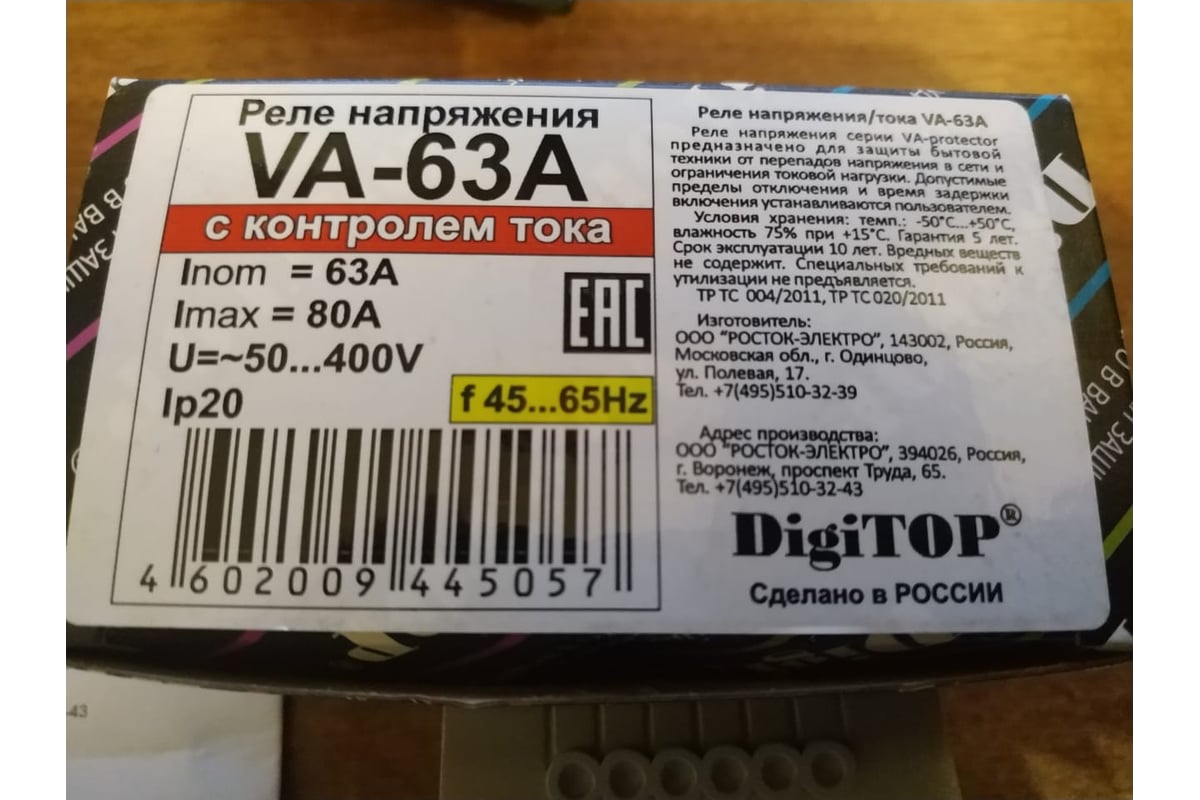 Реле напряжения
VA-63A
с контролем тока
Inom = 63A
Imax = 80A
EAC
U=~50...400V
Ip20
f 45...65Hz
4 602009 445057
Реле напряжения/тока VA-63A
Реле напряжения серии VA-protector
предназначено для защиты бытовой
техники от перепадов напряжения в сети и
ограничения токовой нагрузки. Допустимые
пределы отключения и время задержки
включения устанавливаются пользователем.
Условия хранения: темп.: -50°С...+50°С,
влажность 75% при +15°С. Гарантия 5 лет.
Срок эксплуатации 10 лет. Вредных веществ
не содержит. Специальных требований к
утилизации не предъявляется.
ТР ТС 004/2011, ТР ТС 020/2011
Изготовитель:
ООО "РОСТОК-ЭЛЕКТРО", 143002, Россия,
Московская обл., г. Одинцово,
ул. Полевая, 17.
Тел. +7(495)510-32-39
Адрес производства:
ООО "РОСТОК-ЭЛЕКТРО", 394026, Россия,
г. Воронеж, проспект Труда, 65.
Тел. +7(495)510-32-43
DigiTOP®
Сделано в РОССИИ
-43